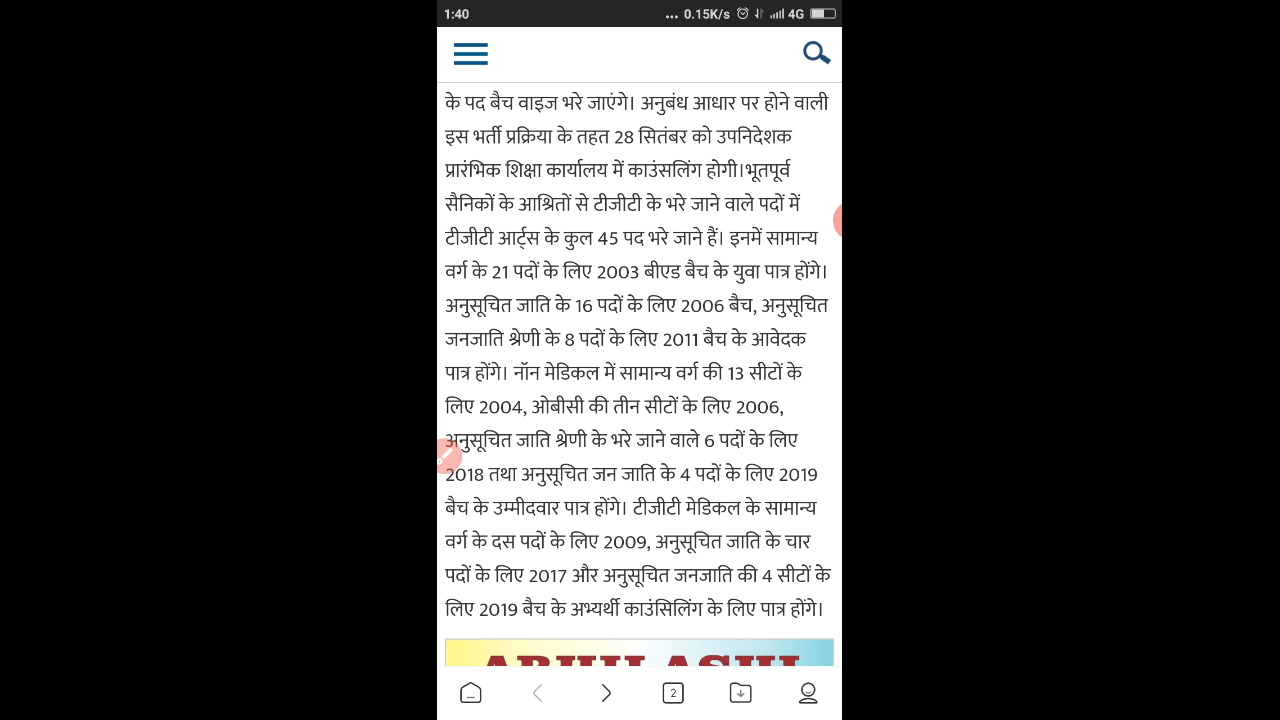 1:40 ... 0.15K/s 4G
के पद बैच वाइज भरे जाएंगे। अनुबंध आधार पर होने वाली
इस भर्ती प्रक्रिया के तहत 28 सितंबर को उपनिदेशक
प्रारंभिक शिक्षा कार्यालय में काउंसलिंग होगी।भूतपूर्व
सैनिकों के आश्रितों से टीजीटी के भरे जाने वाले पदों में
टीजीटी आर्ट्स के कुल 45 पद भरे जाने हैं। इनमें सामान्य
वर्ग के 21 पदों के लिए 2003 बीएड बैच के युवा पात्र होंगे।
अनुसूचित जाति के 16 पदों के लिए 2006 बैच, अनुसूचित
जनजाति श्रेणी के 8 पदों के लिए 2011 बैच के आवेदक
पात्र होंगे। नॉन मेडिकल में सामान्य वर्ग की 13 सीटों के
लिए 2004, ओबीसी की तीन सीटों के लिए 2006,
अनुसूचित जाति श्रेणी के भरे जाने वाले 6 पदों के लिए
2018 तथा अनुसूचित जन जाति के 4 पदों के लिए 2019
बैच के उम्मीदवार पात्र होंगे। टीजीटी मेडिकल के सामान्य
वर्ग के दस पदों के लिए 2009, अनुसूचित जाति के चार
पदों के लिए 2017 और अनुसूचित जनजाति की 4 सीटों के
लिए 2019 बैच के अभ्यर्थी काउंसिलिंग के लिए पात्र होंगे।
ABHILASHI
2